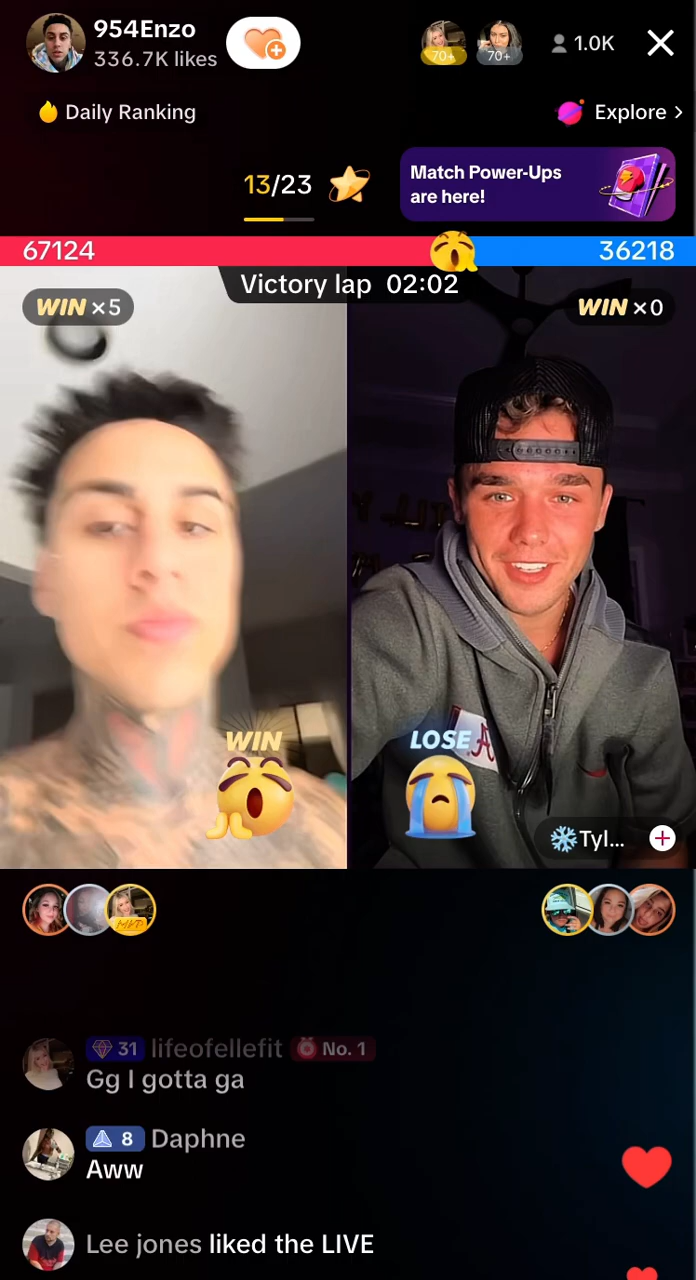 954Enzo
336.7K likes
70+
70+
1.0K
Daily Ranking
Explore >
13/23
Match Power-Ups
are here!
67124
36218
Victory lap 02:02
WIN ×5
WIN ×0
WIN
LOSE
Tyl...
MVP
31 lifeofellefit No. 1
Gg I gotta ga
8 Daphne
Aww
Lee jones liked the LIVE